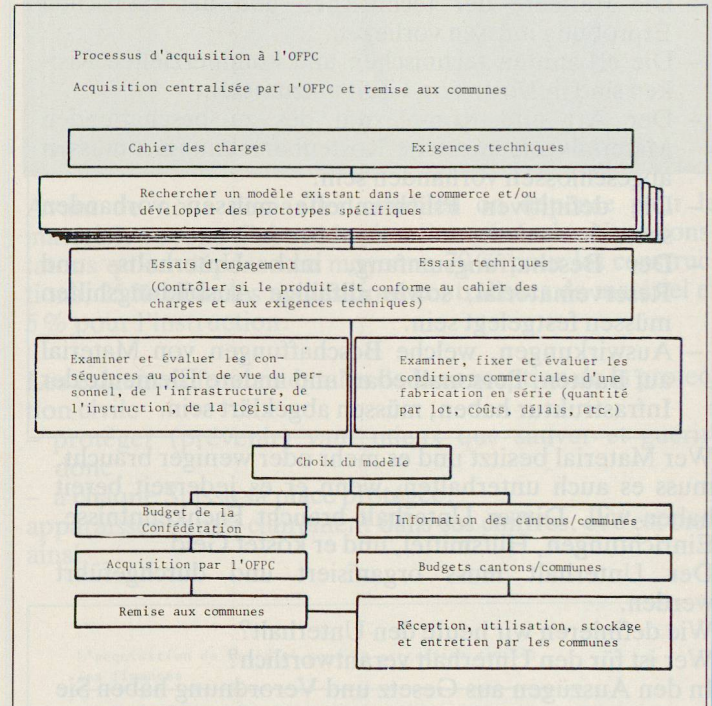 Processus d'acquisition à l'OFPC
Acquisition centralisée par l'OFPC et remise aux communes
Cahier des charges
Exigences techniques
Rechercher un modèle existant dans le commerce et/ou
développer des prototypes spécifiques
Essais d'engagement
Essais techniques
(Contrôler si le produit est conforme au cahier des
charges et aux exigences techniques)
Examiner et évaluer les con-
séquences au point de vue du per-
sonnel, de l'infrastructure, de
l'instruction, de la logistique
Examiner, fixer et évaluer les
conditions commerciales d'une
fabrication en série (quantité
par lot, coûts, délais, etc.)
Choix du modèle
Budget de la
Confédération
Information des cantons/communes
Acquisition par l'OFPC
Budgets cantons/communes
Remise aux communes
Réception, utilisation, stockage
et entretien par les communes